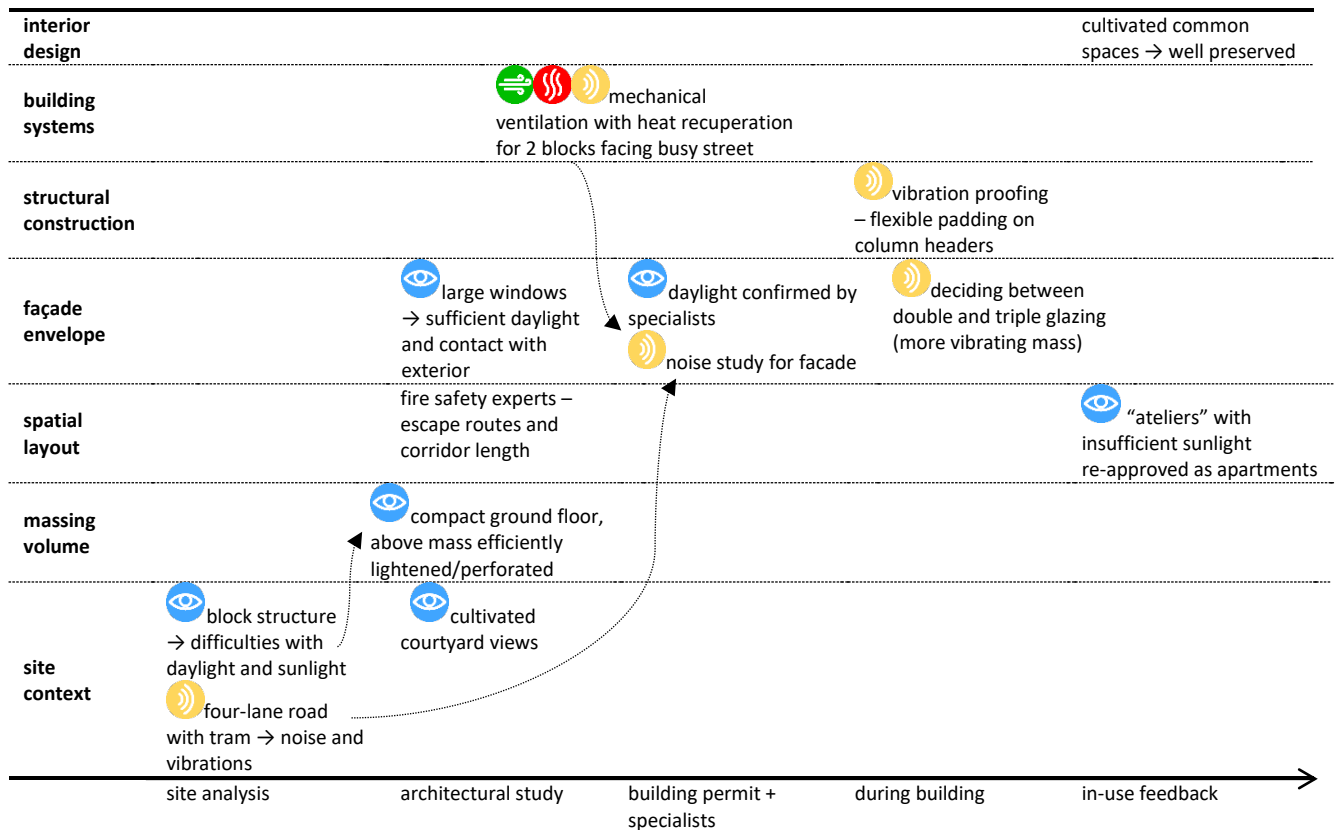 interior
design
cultivated common
spaces → well preserved
building
systems
mechanical
ventilation with heat recuperation
for 2 blocks facing busy street
structural
construction
vibration proofing
– flexible padding on
column headers
façade
envelope
large windows
→ sufficient daylight
and contact with
exterior
daylight confirmed by
specialists
noise study for facade
deciding between
double and triple glazing
(more vibrating mass)
spatial
layout
fire safety experts –
escape routes and
corridor length
“ateliers” with
insufficient sunlight
re-approved as apartments
massing
volume
compact ground floor,
above mass efficiently
lightened/perforated
site
context
block structure
→ difficulties with
daylight and sunlight
four-lane road
with tram → noise and
vibrations
cultivated
courtyard views
site analysis
architectural study
building permit +
specialists
during building
in-use feedback